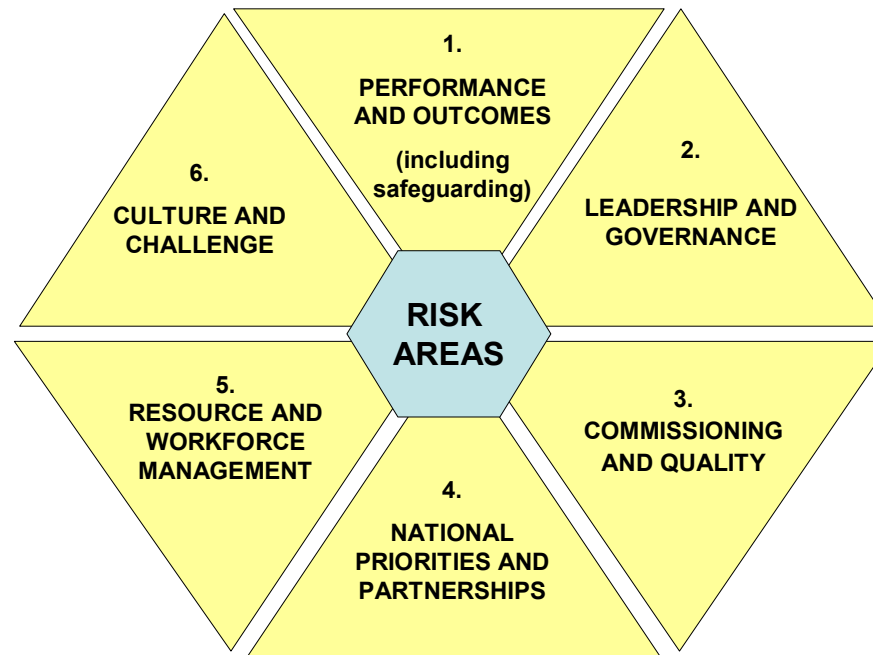 1.
PERFORMANCE
AND OUTCOMES
(including
safeguarding)
2.
LEADERSHIP AND
GOVERNANCE
3.
COMMISSIONING
AND QUALITY
4.
NATIONAL
PRIORITIES AND
PARTNERSHIPS
5.
RESOURCE AND
WORKFORCE
MANAGEMENT
6.
CULTURE AND
CHALLENGE
RISK
AREAS